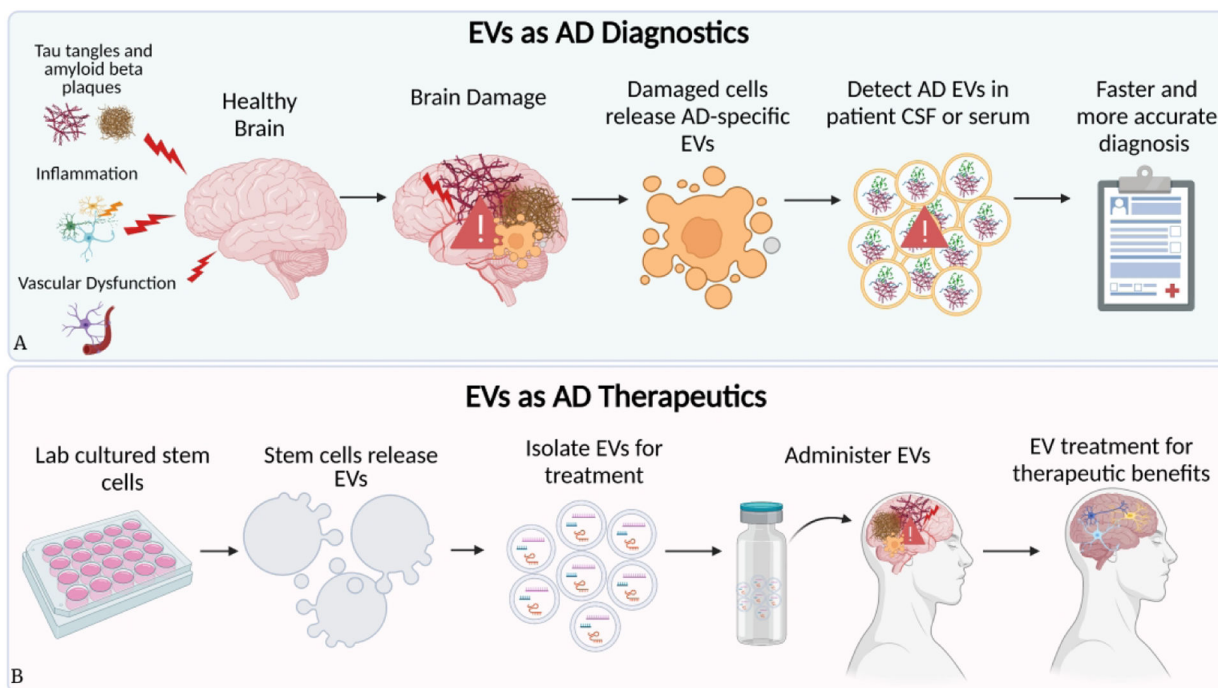 EVs as AD Diagnostics
Tau tangles and
amyloid beta
plaques
Inflammation
Vascular Dysfunction
Healthy
Brain
Brain Damage
Damaged cells
release AD-specific
EVs
Detect AD EVs in
patient CSF or serum
Faster and
more accurate
diagnosis
A
EVs as AD Therapeutics
Lab cultured stem
cells
Stem cells release
EVs
Isolate EVs for
treatment
Administer EVs
EV treatment for
therapeutic benefits
B